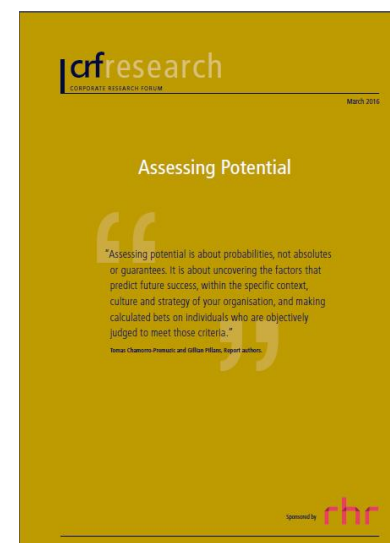 crfresearch
CORPORATE RESEARCH FORUM
March 2016
Assessing Potential
“Assessing potential is about probabilities, not absolutes
or guarantees. It is about uncovering the factors that
predict future success, within the specific context,
culture and strategy of your organisation, and making
calculated bets on individuals who are objectively
judged to meet those criteria.”
Tomas Chamorro-Premuzic and Gillian Pillans, Report authors.
Sponsored by rhr